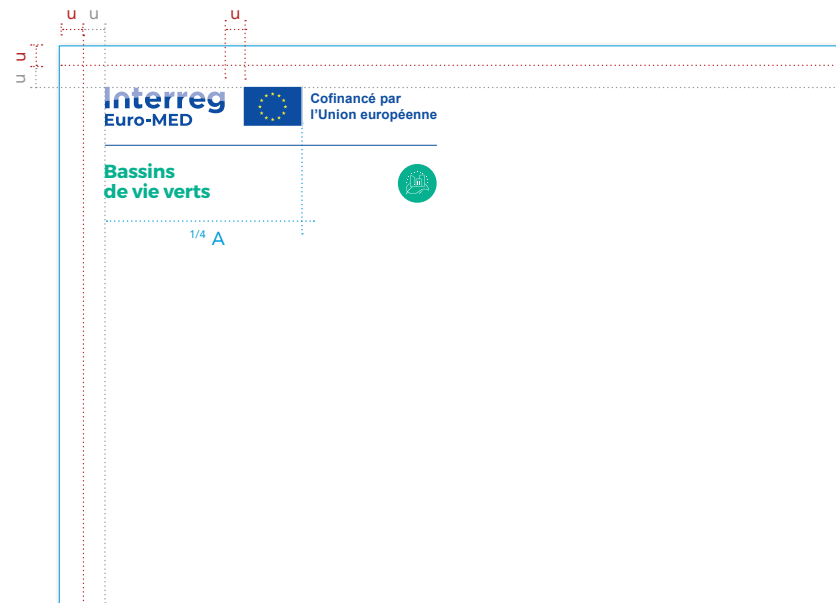 u u u
u
u
Interreg
Euro-MED
Cofinancé par
l'Union européenne
Bassins
de vie verts
1/4 A